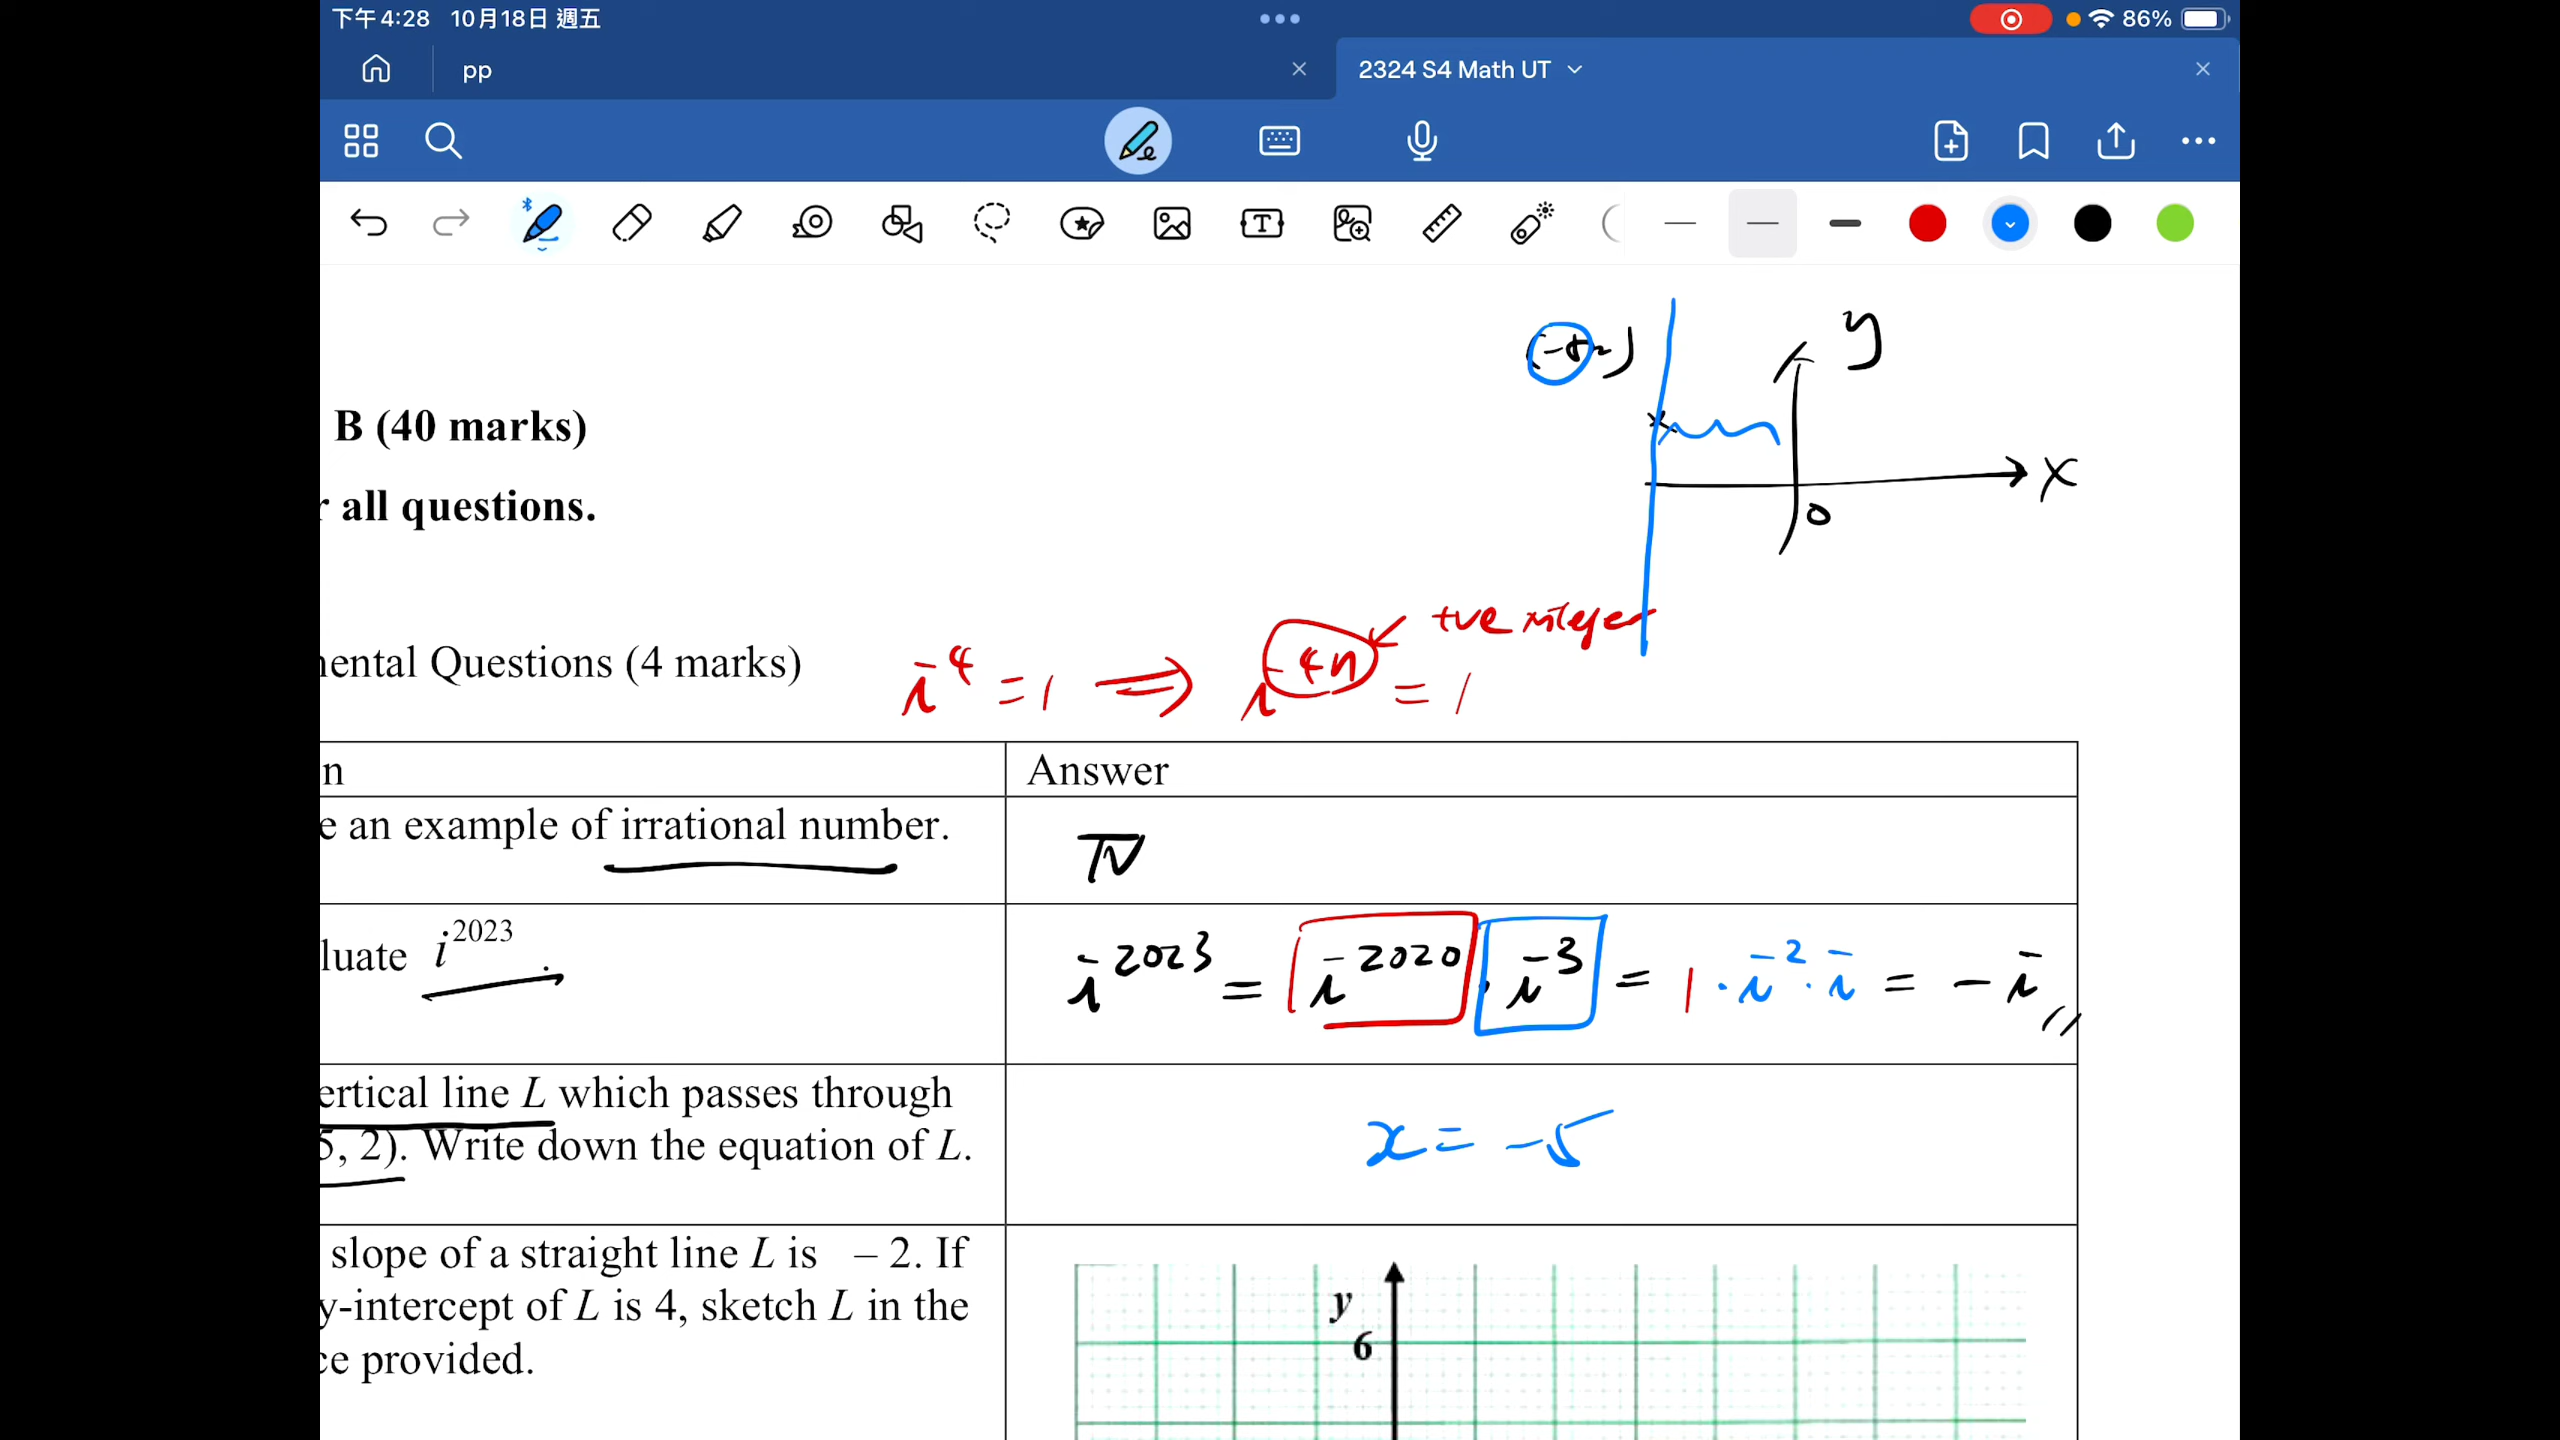 下午4:28 10月18日 週五
86%
pp
2324 S4 Math UT
(-5,2)
y
x
0
B (40 marks)
r all questions.
+ve integer
nental Questions (4 marks)
i⁴ = 1 ⟹ i⁴ⁿ = 1
n
Answer
e an example of irrational number.
π
luate i²⁰²³.
i²⁰²³ = i²⁰²⁰ · i³ = 1 · i² · i = -i
ertical line L which passes through
5, 2). Write down the equation of L.
x = -5
slope of a straight line L is – 2. If
y-intercept of L is 4, sketch L in the
ce provided.
y
6